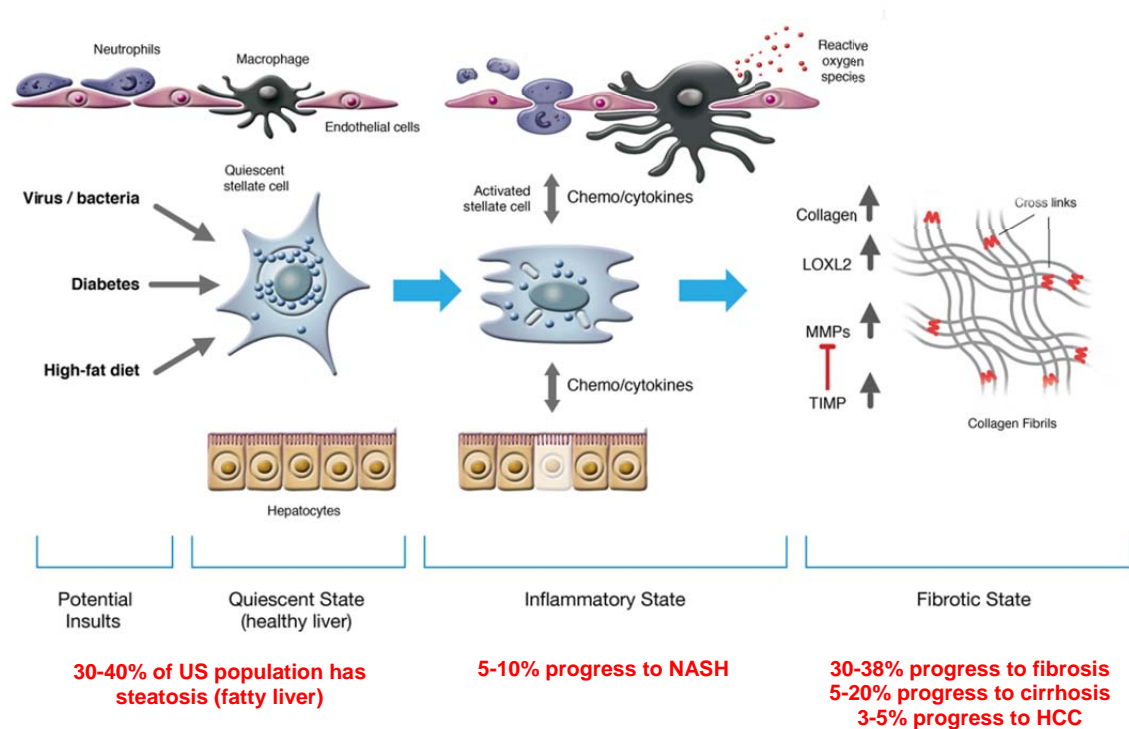 Neutrophils
Macrophage
Endothelial cells
Reactive
oxygen
species
Quiescent
stellate cell
Virus / bacteria
Diabetes
High-fat diet
Activated
stellate cell
Chemo/cytokines
Chemo/cytokines
Hepatocytes
Collagen
LOXL2
MMPs
TIMP
Cross links
Collagen Fibrils
Potential
Insults
Quiescent State
(healthy liver)
Inflammatory State
Fibrotic State
30-40% of US population has
steatosis (fatty liver)
5-10% progress to NASH
30-38% progress to fibrosis
5-20% progress to cirrhosis
3-5% progress to HCC